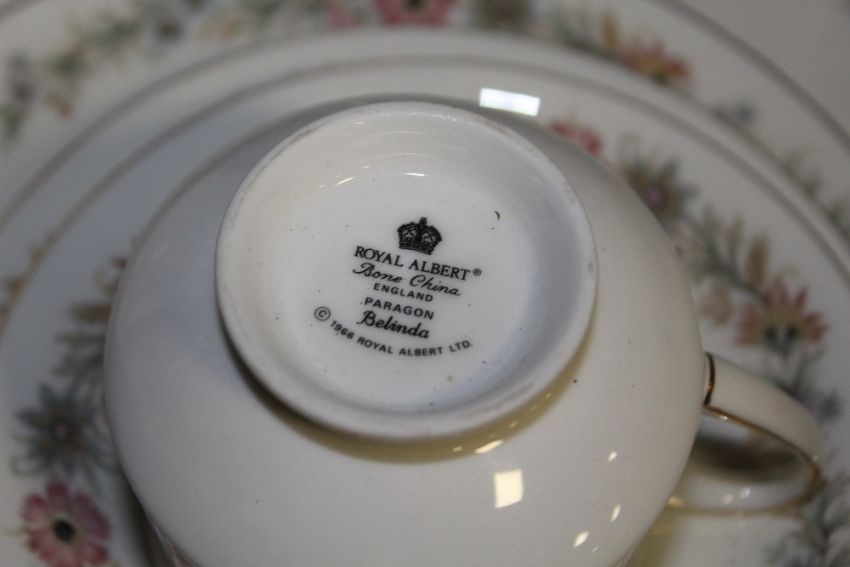 ROYAL ALBERT®
Bone China
ENGLAND
PARAGON
Belinda
© 1966 ROYAL ALBERT LTD.